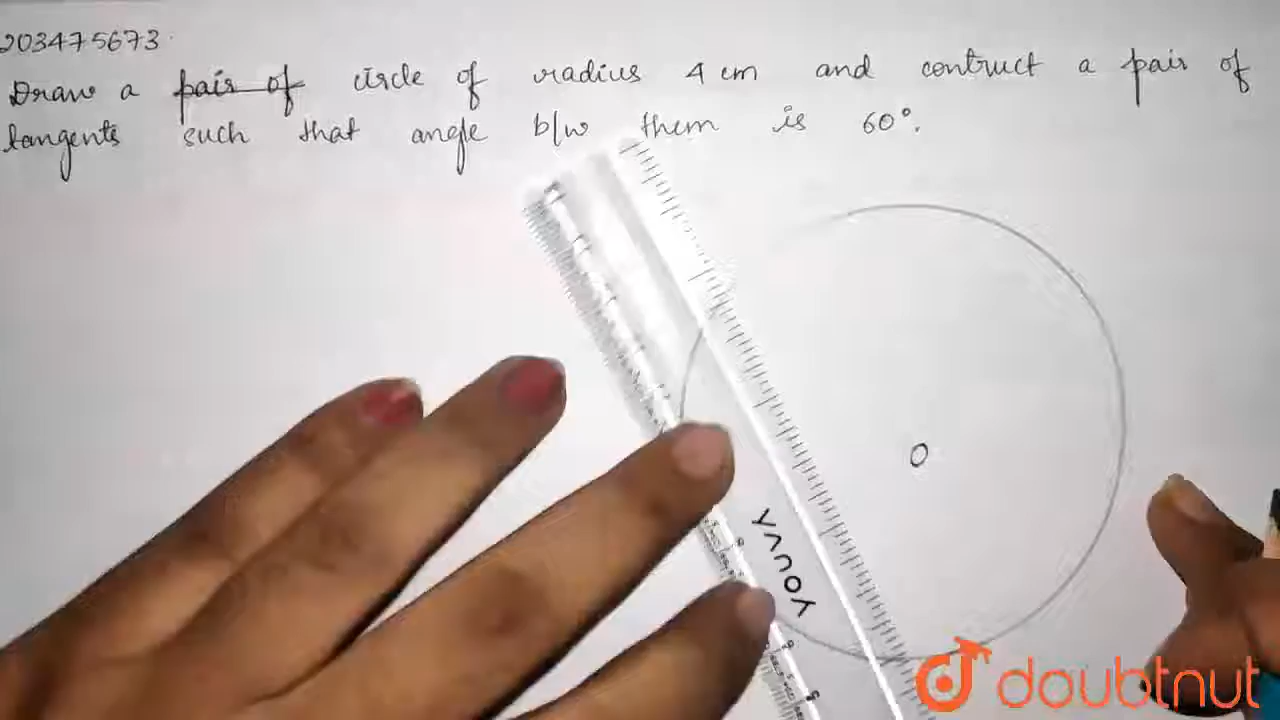 203475673
Draw a pair of circle of radius 4 cm and contruct a pair of
tangents such that angle b/w them is 60°.
O
YOUVA
doubtnut